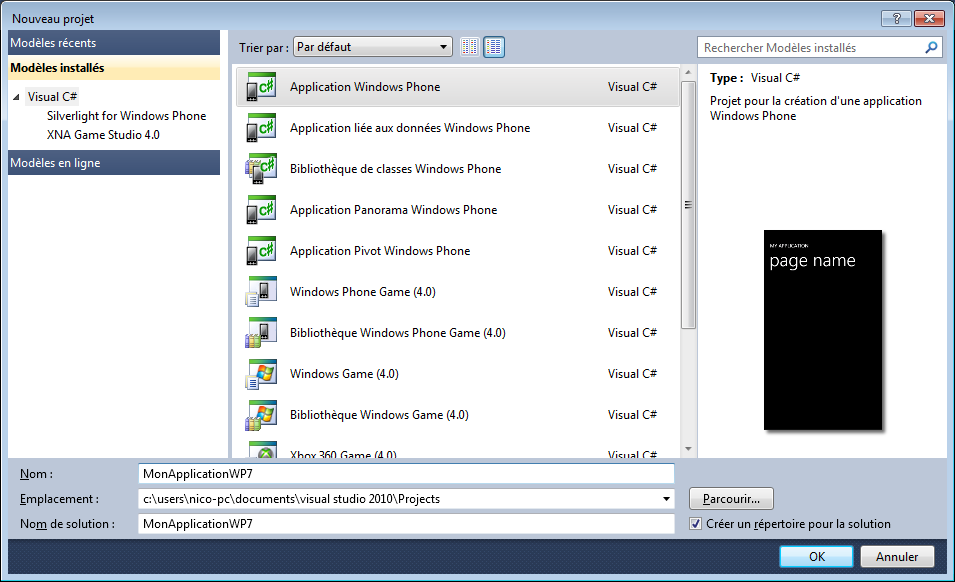 Nouveau projet
Modèles récents
Modèles installés
Visual C#
Silverlight for Windows Phone
XNA Game Studio 4.0
Modèles en ligne
Trier par : Par défaut
Application Windows Phone Visual C#
Application liée aux données Windows Phone Visual C#
Bibliothèque de classes Windows Phone Visual C#
Application Panorama Windows Phone Visual C#
Application Pivot Windows Phone Visual C#
Windows Phone Game (4.0) Visual C#
Bibliothèque Windows Phone Game (4.0) Visual C#
Windows Game (4.0) Visual C#
Bibliothèque Windows Game (4.0) Visual C#
Xbox 360 Game (4.0) Visual C#
Rechercher Modèles installés
Type : Visual C#
Projet pour la création d'une application
Windows Phone
MY APPLICATION
page name
Nom : MonApplicationWP7
Emplacement : c:\users\nico-pc\documents\visual studio 2010\Projects
Parcourir...
Nom de solution : MonApplicationWP7
Créer un répertoire pour la solution
OK
Annuler